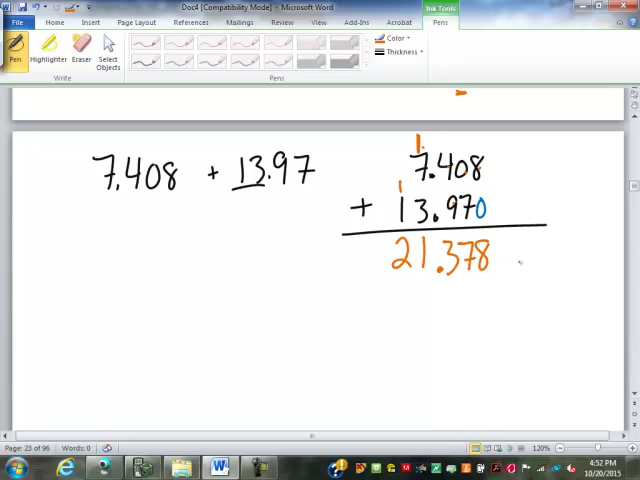 Doc4 [Compatibility Mode] - Word
Ink Tools
File Home Insert Page Layout References Mailings Review View Add-Ins Acrobat Pens
Pen Highlighter Eraser Select Objects
Color
Thickness
Write Pens
7.408 + 13.97
1
7.408
1
+ 13.970
21.378
Page: 23 of 96 Words: 0 120%
4:52 PM
10/20/2015